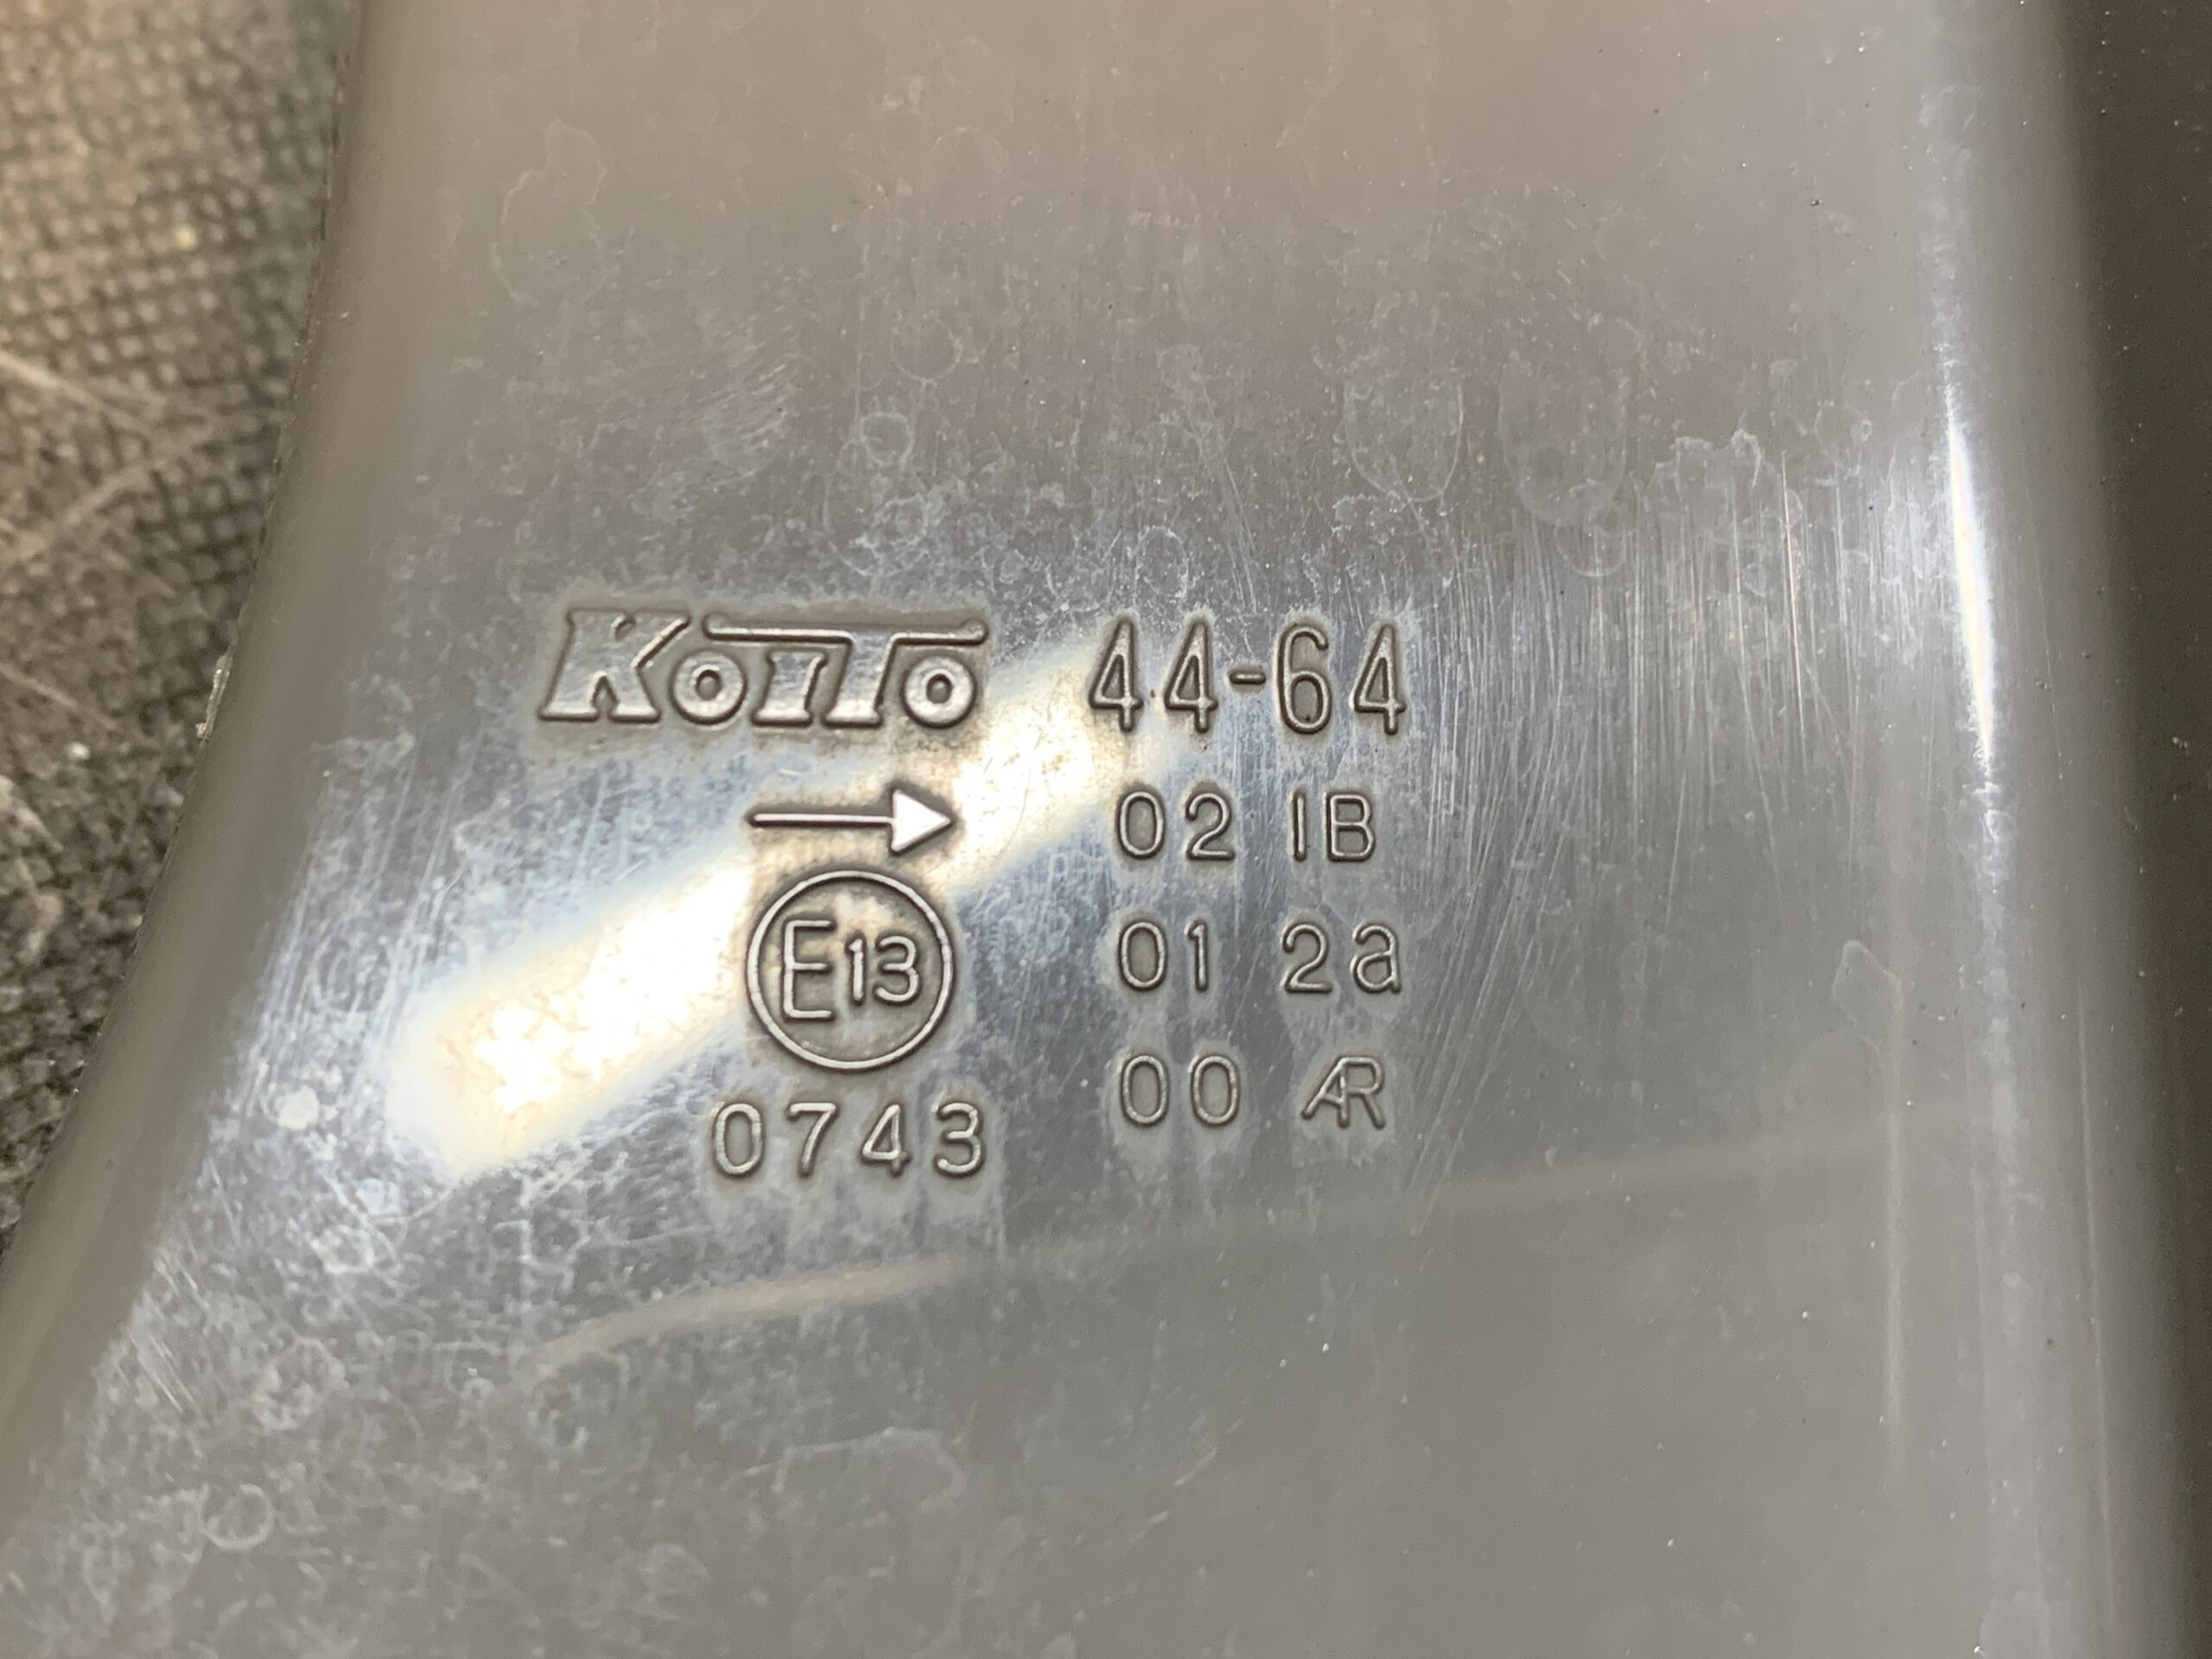 KOITO 44-64
→ 02 IB
E13 01 2a
0743 00 AR